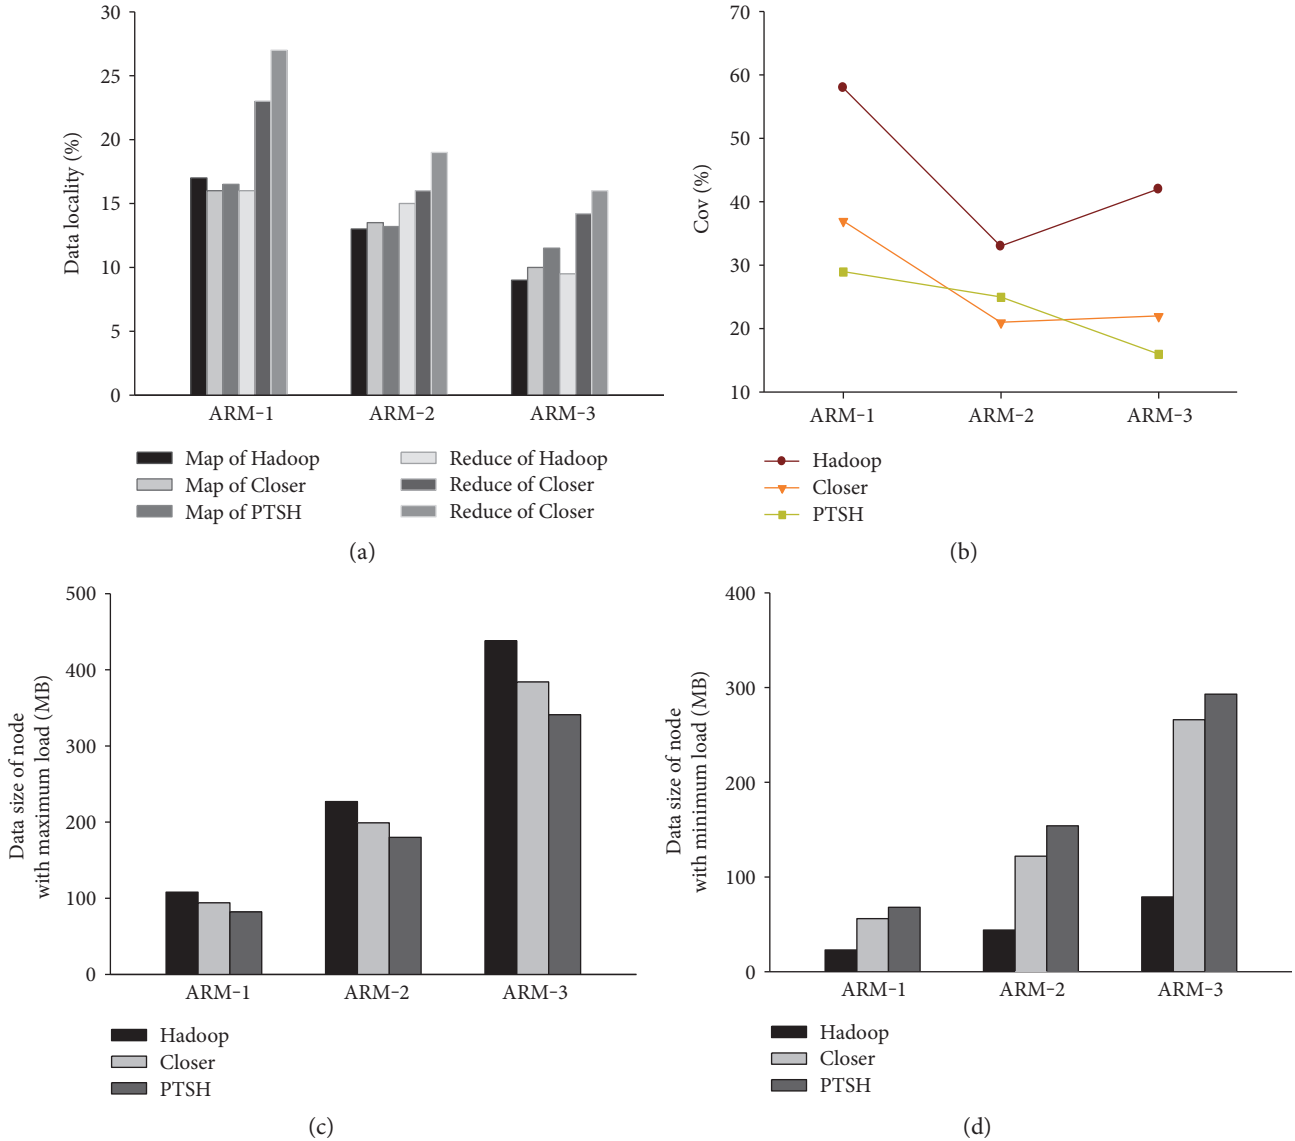 30
25
20
15
10
5
0
Data locality (%)
ARM-1 ARM-2 ARM-3
Map of Hadoop
Map of Closer
Map of PTSH
Reduce of Hadoop
Reduce of Closer
Reduce of Closer
(a)
70
60
50
40
30
20
10
Cov (%)
ARM-1 ARM-2 ARM-3
Hadoop
Closer
PTSH
(b)
500
400
300
200
100
0
Data size of node
with maximum load (MB)
ARM-1 ARM-2 ARM-3
Hadoop
Closer
PTSH
(c)
400
300
200
100
0
Data size of node
with minimum load (MB)
ARM-1 ARM-2 ARM-3
Hadoop
Closer
PTSH
(d)